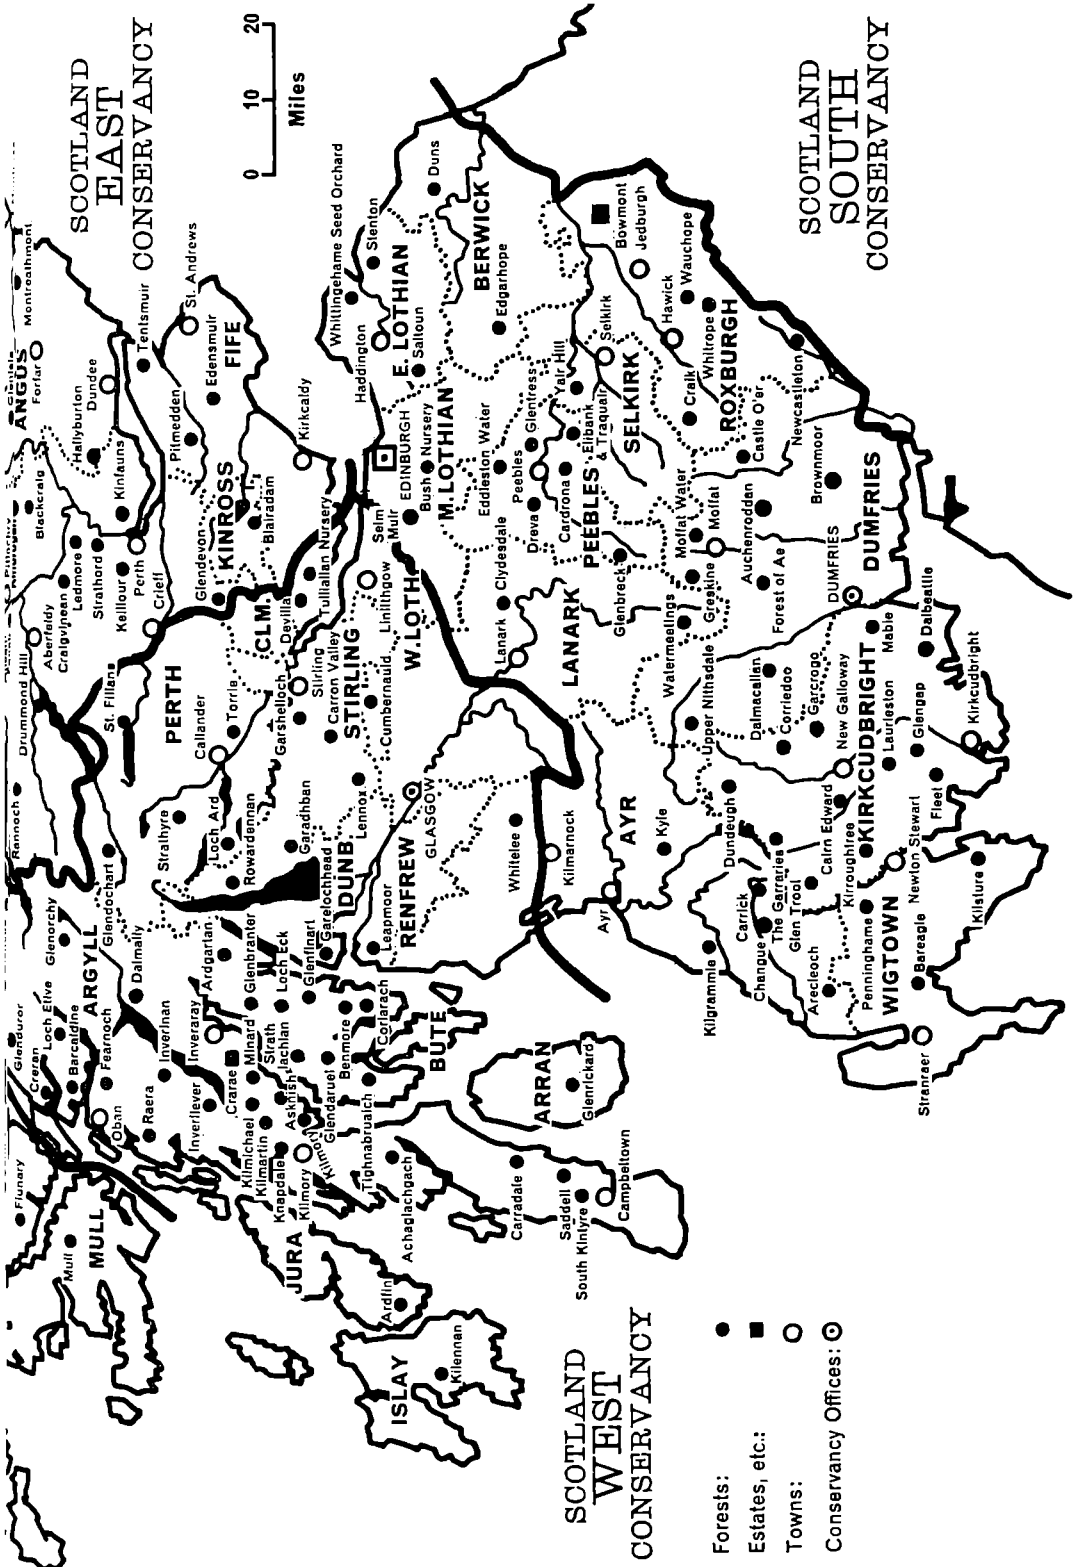 SCOTLAND
EAST
CONSERVANCY
0 10 20
Miles
SCOTLAND
SOUTH
CONSERVANCY
SCOTLAND
WEST
CONSERVANCY
Forests:
Estates, etc.:
Towns:
Conservancy Offices:
Montreathmont
ANGUS
Forfar
Dundee
Hallyburton
Tentsmuir
St. Andrews
Edensmuir
FIFE
Pitmedden
Kinfauns
Blackcraig
Kirkcaldy
KINROSS
Blairadam
Glendevon
Ledmore
Strathord
Keillour
Perth
Crieff
Aberfeldy
Craigvinean
Drummond Hill
St. Fillans
PERTH
CLM.
Devilla
Tulliallan Nursery
Callander
Torrie
Rannoch
Strathyre
Loch Ard
Rowardennan
Garadhban
Garshelloch
Stirling
Carron Valley
STIRLING
Cumbernauld
Linlithgow
W.LOTH
Lennox
GLASGOW
DUNB
RENFREW
Leapmoor
Garelochhead
Whittingehame Seed Orchard
Stenton
Haddington
E. LOTHIAN
Saltoun
Duns
BERWICK
Edgarhope
EDINBURGH
Bush Nursery
M.LOTHIAN
Selm
Muir
Eddleston Water
Peebles
Glentress
Yair Hill
Elibank
& Traquair
Dreva
Cardrona
PEEBLES
Clydesdale
Lanark
LANARK
Glenbreck
Selkirk
SELKIRK
Bowmont
Jedburgh
Hawick
Wauchope
Whitrope
ROXBURGH
Craik
Castle O'er
Newcastleton
Moffat Water
Moffat
Greskine
Auchenroddan
Forest of Ae
Brownmoor
DUMFRIES
DUMFRIES
Mabie
Dalbeattie
Watermeetings
Upper Nithsdale
Dalmacallan
Corriedoo
Garcrogo
New Galloway
KIRKCUDBRIGHT
Laurieston
Glengap
Kirkcudbright
Fleet
Dundeugh
Cairn Edward
Kirroughtree
Newton Stewart
Kilsture
Carrick
The Garraries
Glen Trool
Changue
Arecleoch
Penninghame
WIGTOWN
Bareagle
Stranraer
Kilgrammie
Ayr
AYR
Kyle
Kilmarnock
Whitelee
Glenorchy
ARGYLL
Glendochart
Dalmally
Ardgartan
Glenbranter
Loch Eck
Glenfinart
Glenduror
Creran
Loch Etive
Barcaldine
Fearnoch
Oban
Raera
Inverinan
Inveraray
Inverliever
Crarae
Minard
Strath
lachlan
Asknish
Glendaruel
Benmore
Corlarach
BUTE
Kilmichael
Kilmartin
Knapdale
Kilmory
Kilmory
Tighnabruaich
Achaglachgach
ARRAN
Glenrickard
Carradale
Saddell
South Kintyre
Campbeltown
Fiunary
Mull
MULL
JURA
Ardfin
ISLAY
Kilennan